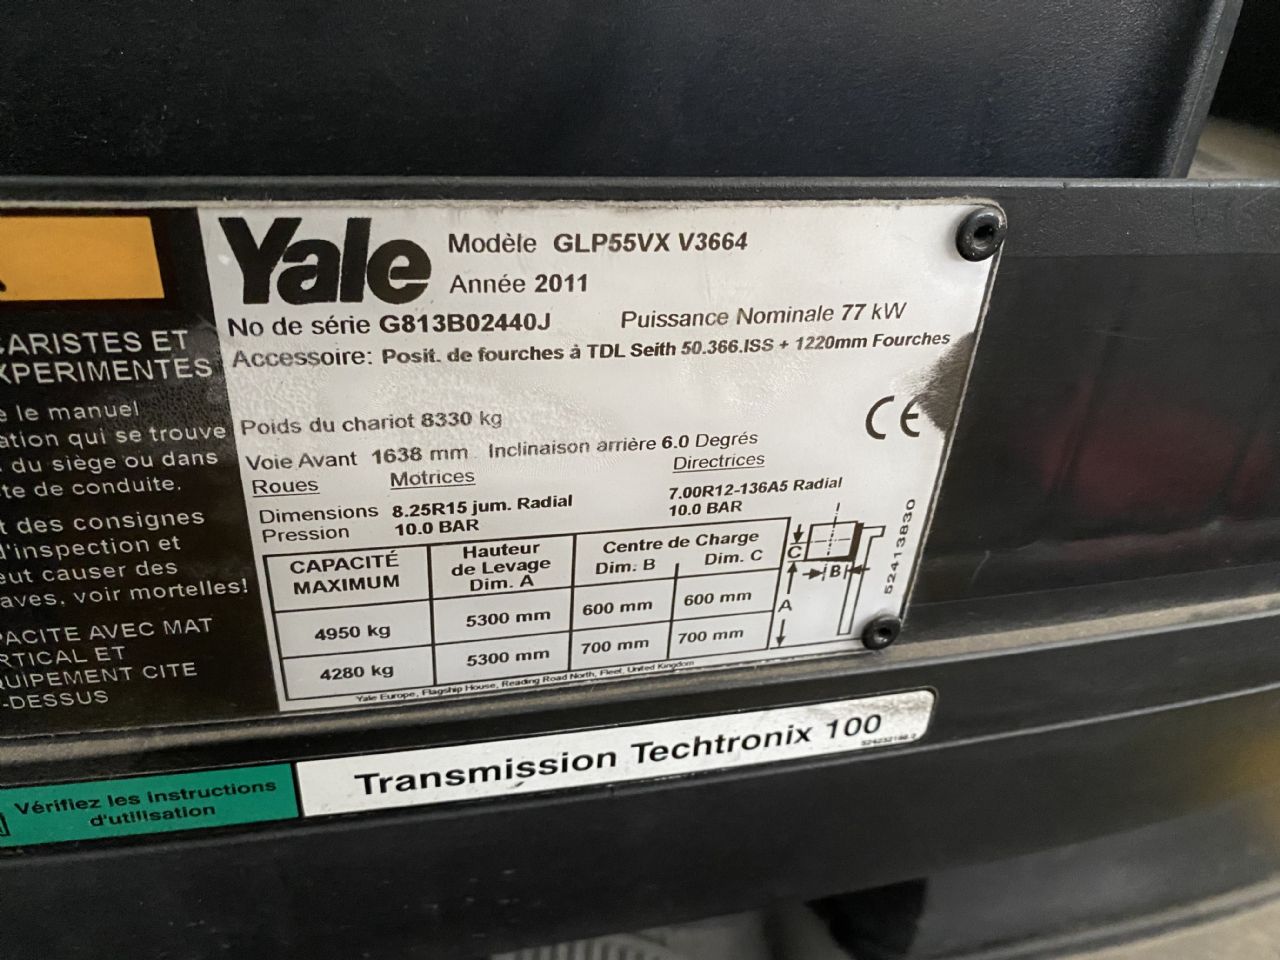 Yale
Modèle GLP55VX V3664
Année 2011
No de série G813B02440J Puissance Nominale 77 kW
Accessoire: Posit. de fourches à TDL Seith 50.366.ISS + 1220mm Fourches
Poids du chariot 8330 kg
CE
Voie Avant 1638 mm Inclinaison arrière 6.0 Degrés
Roues Motrices Directrices
Dimensions 8.25R15 jum. Radial 7.00R12-136A5 Radial
Pression 10.0 BAR 10.0 BAR
CAPACITÉ MAXIMUM Hauteur de Levage Dim. A Centre de Charge Dim. B Dim. C
4950 kg 5300 mm 600 mm 600 mm
4280 kg 5300 mm 700 mm 700 mm
C
B
A
52413830
Yale Europe, Flagship House, Reading Road North, Fleet, United Kingdom
ARISTES ET
XPERIMENTES
le manuel
ation qui se trouve
du siège ou dans
te de conduite.
t des consignes
d'inspection et
eut causer des
aves, voir mortelles!
PACITE AVEC MAT
RTICAL ET
QUIPEMENT CITE
-DESSUS
Vérifiez les instructions
d'utilisation
Transmission Techtronix 100